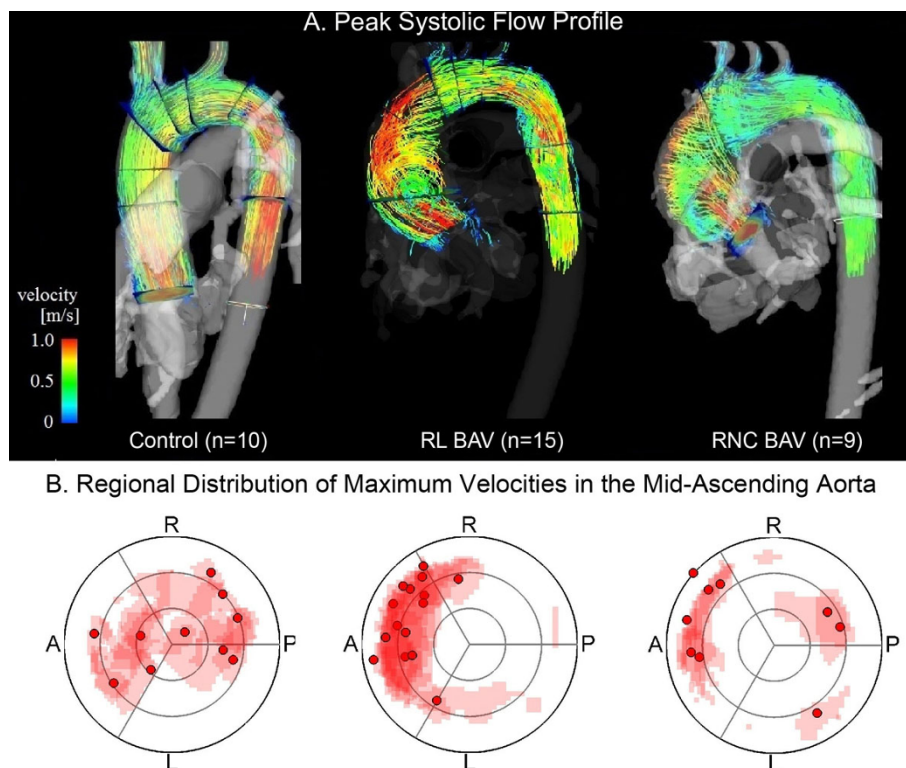 A. Peak Systolic Flow Profile
velocity
[m/s]
1.0
0.5
0
Control (n=10)
RL BAV (n=15)
RNC BAV (n=9)
B. Regional Distribution of Maximum Velocities in the Mid-Ascending Aorta
R
R
R
A
P
A
P
A
P
L
L
L